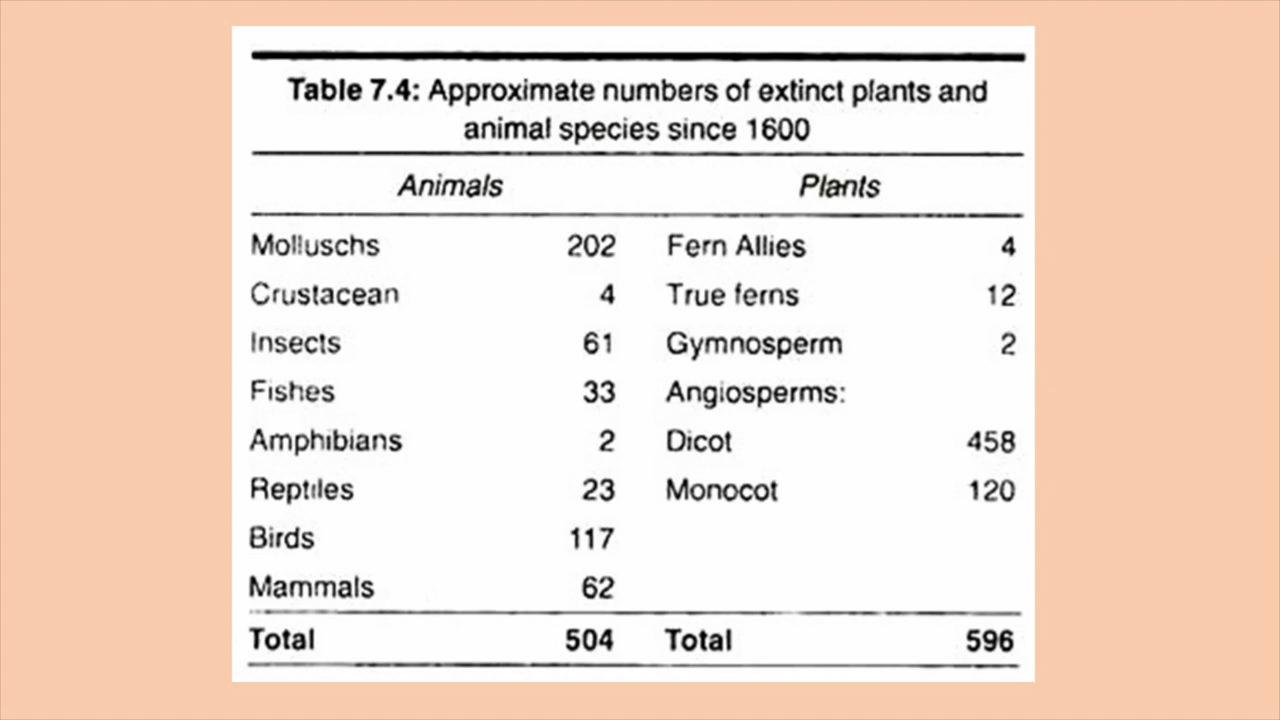 Table 7.4: Approximate numbers of extinct plants and
animal species since 1600
Animals Plants
Molluschs 202 Fern Allies 4
Crustacean 4 True ferns 12
Insects 61 Gymnosperm 2
Fishes 33 Angiosperms:
Amphibians 2 Dicot 458
Reptiles 23 Monocot 120
Birds 117
Mammals 62
Total 504 Total 596